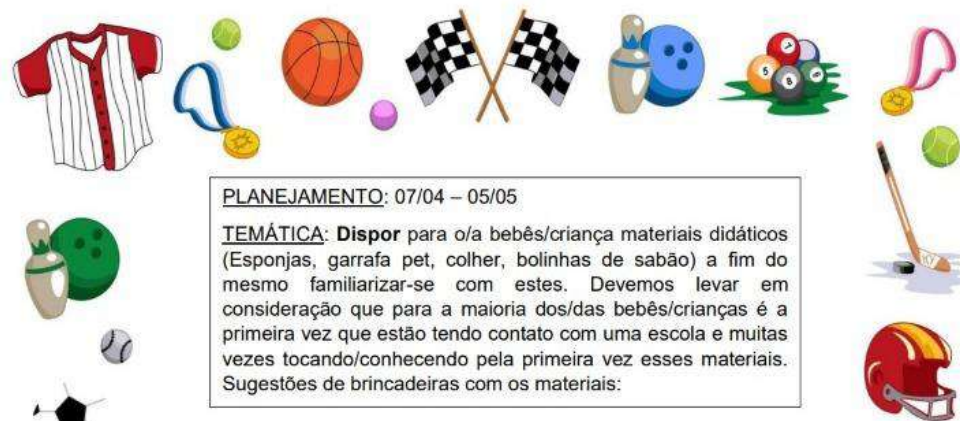 PLANEJAMENTO: 07/04 – 05/05
TEMÁTICA: Dispor para o/a bebês/criança materiais didáticos
(Esponjas, garrafa pet, colher, bolinhas de sabão) a fim do
mesmo familiarizar-se com estes. Devemos levar em
consideração que para a maioria dos/das bebês/crianças é a
primeira vez que estão tendo contato com uma escola e muitas
vezes tocando/conhecendo pela primeira vez esses materiais.
Sugestões de brincadeiras com os materiais: